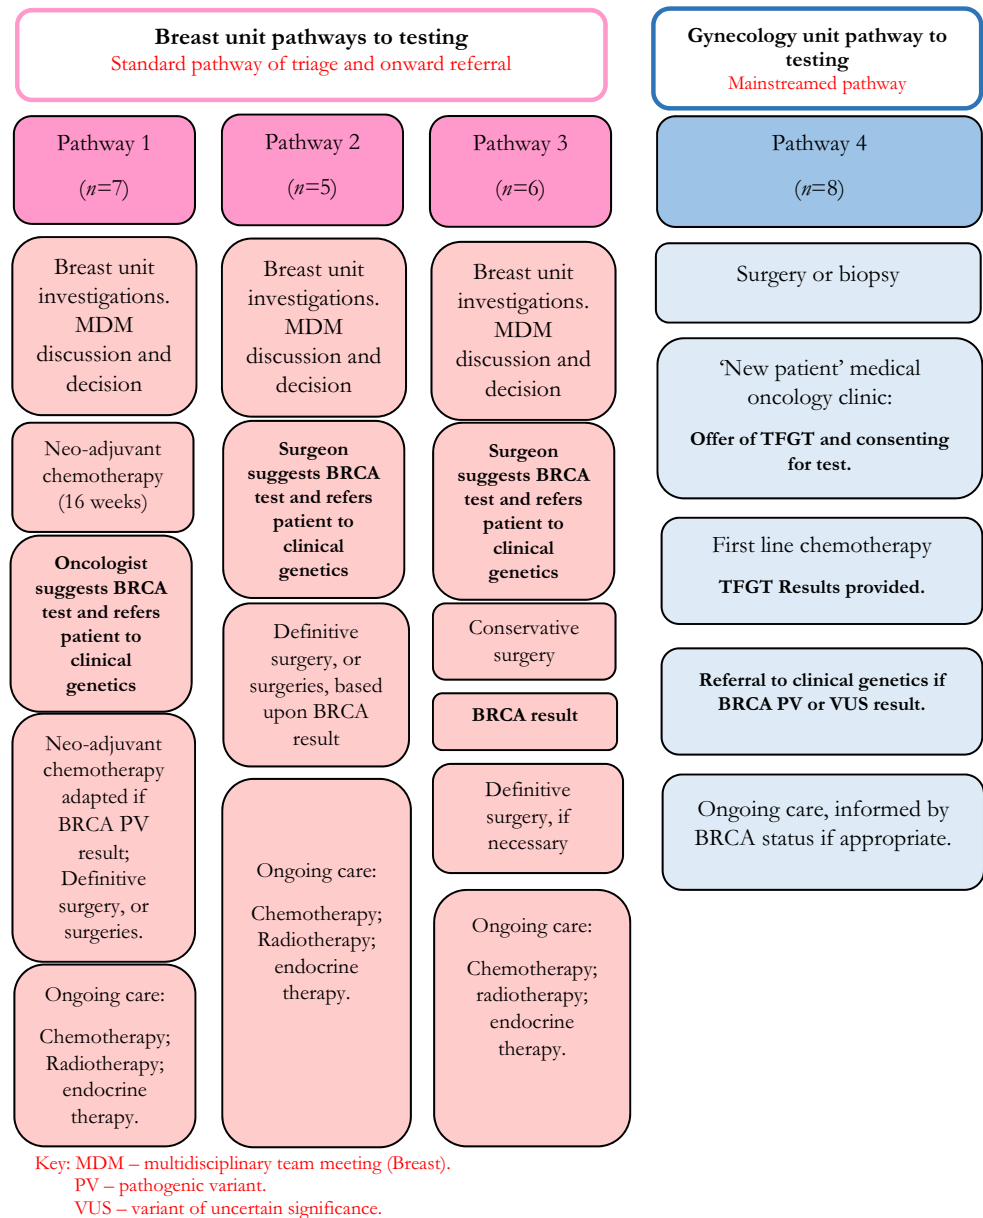 Breast unit pathways to testing
Standard pathway of triage and onward referral
Gynecology unit pathway to
testing
Mainstreamed pathway
Pathway 1
(n=7)
Breast unit
investigations.
MDM
discussion and
decision
Neo-adjuvant
chemotherapy
(16 weeks)
Oncologist
suggests BRCA
test and refers
patient to
clinical
genetics
Neo-adjuvant
chemotherapy
adapted if
BRCA PV
result;
Definitive
surgery, or
surgeries.
Ongoing care:
Chemotherapy;
Radiotherapy;
endocrine
therapy.
Pathway 2
(n=5)
Breast unit
investigations.
MDM
discussion and
decision
Surgeon
suggests BRCA
test and refers
patient to
clinical
genetics
Definitive
surgery, or
surgeries, based
upon BRCA
result
Ongoing care:
Chemotherapy;
Radiotherapy;
endocrine
therapy.
Pathway 3
(n=6)
Breast unit
investigations.
MDM
discussion and
decision
Surgeon
suggests BRCA
test and refers
patient to
clinical
genetics
Conservative
surgery
BRCA result
Definitive
surgery, if
necessary
Ongoing care:
Chemotherapy;
radiotherapy;
endocrine
therapy.
Pathway 4
(n=8)
Surgery or biopsy
‘New patient’ medical
oncology clinic:
Offer of TFGT and consenting
for test.
First line chemotherapy
TFGT Results provided.
Referral to clinical genetics if
BRCA PV or VUS result.
Ongoing care, informed by
BRCA status if appropriate.
Key: MDM – multidisciplinary team meeting (Breast).
PV – pathogenic variant.
VUS – variant of uncertain significance.